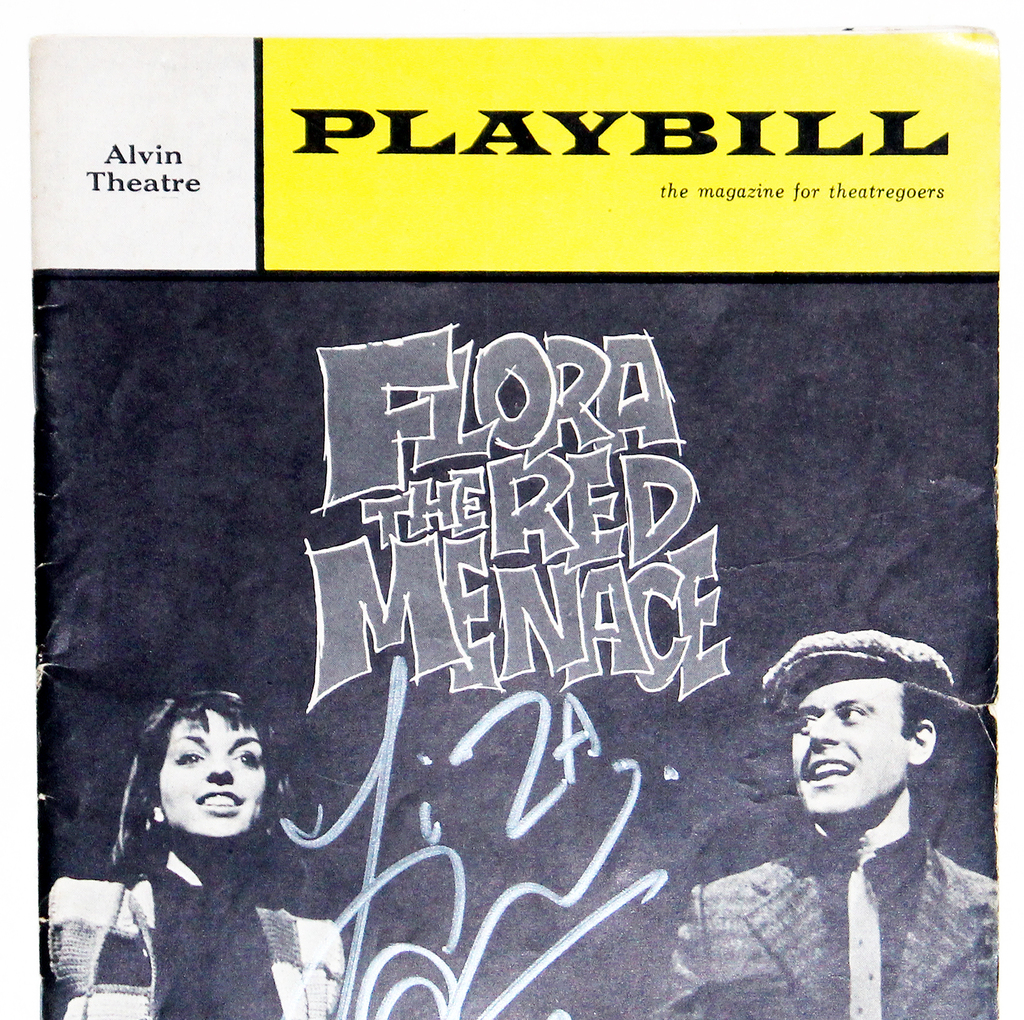 Alvin
Theatre
PLAYBILL
the magazine for theatregoers
FLORA
THE RED
MENACE
LiZA